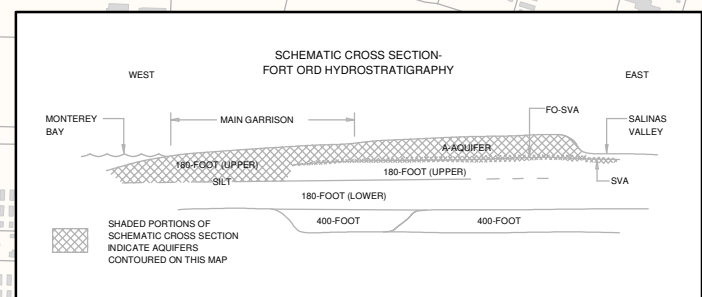 SCHEMATIC CROSS SECTION-
FORT ORD HYDROSTRATIGRAPHY
WEST
EAST
FO-SVA
MONTEREY
BAY
MAIN GARRISON
SALINAS
VALLEY
A-AQUIFER
180-FOOT (UPPER)
180-FOOT (UPPER)
SILT
SVA
180-FOOT (LOWER)
400-FOOT
400-FOOT
SHADED PORTIONS OF
SCHEMATIC CROSS SECTION
INDICATE AQUIFERS
CONTOURED ON THIS MAP